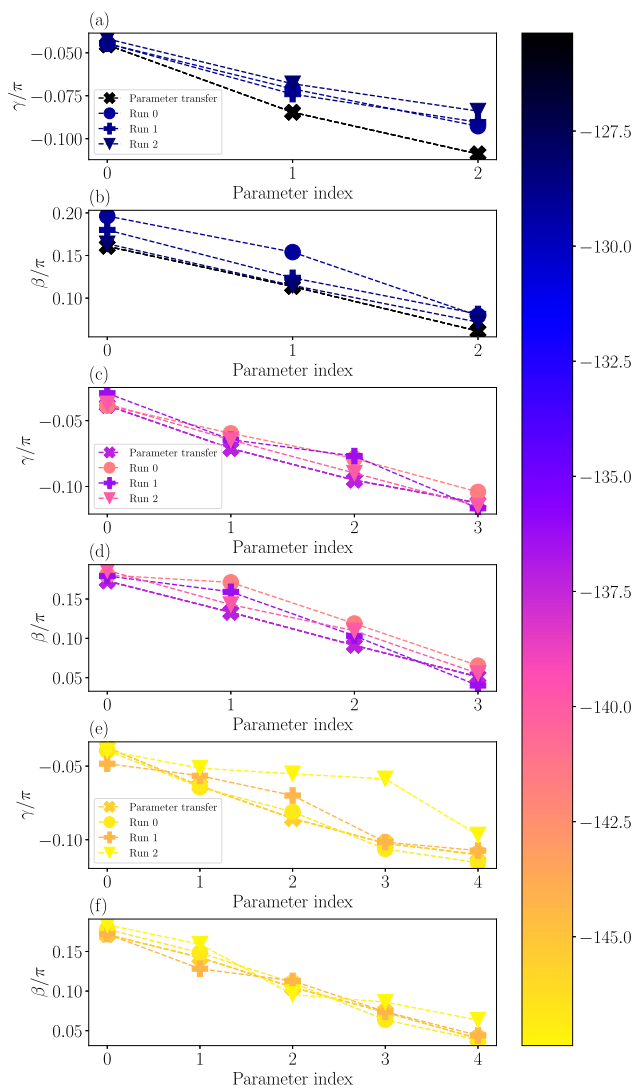 (a)
γ/π
−0.050
−0.075
−0.100
Parameter transfer
Run 0
Run 1
Run 2
0 1 2
Parameter index
(b)
β/π
0.20
0.15
0.10
0 1 2
Parameter index
(c)
γ/π
−0.05
−0.10
Parameter transfer
Run 0
Run 1
Run 2
0 1 2 3
Parameter index
(d)
β/π
0.15
0.10
0.05
0 1 2 3
Parameter index
(e)
γ/π
−0.05
−0.10
Parameter transfer
Run 0
Run 1
Run 2
0 1 2 3 4
Parameter index
(f)
β/π
0.15
0.10
0.05
0 1 2 3 4
Parameter index
−127.5
−130.0
−132.5
−135.0
−137.5
−140.0
−142.5
−145.0